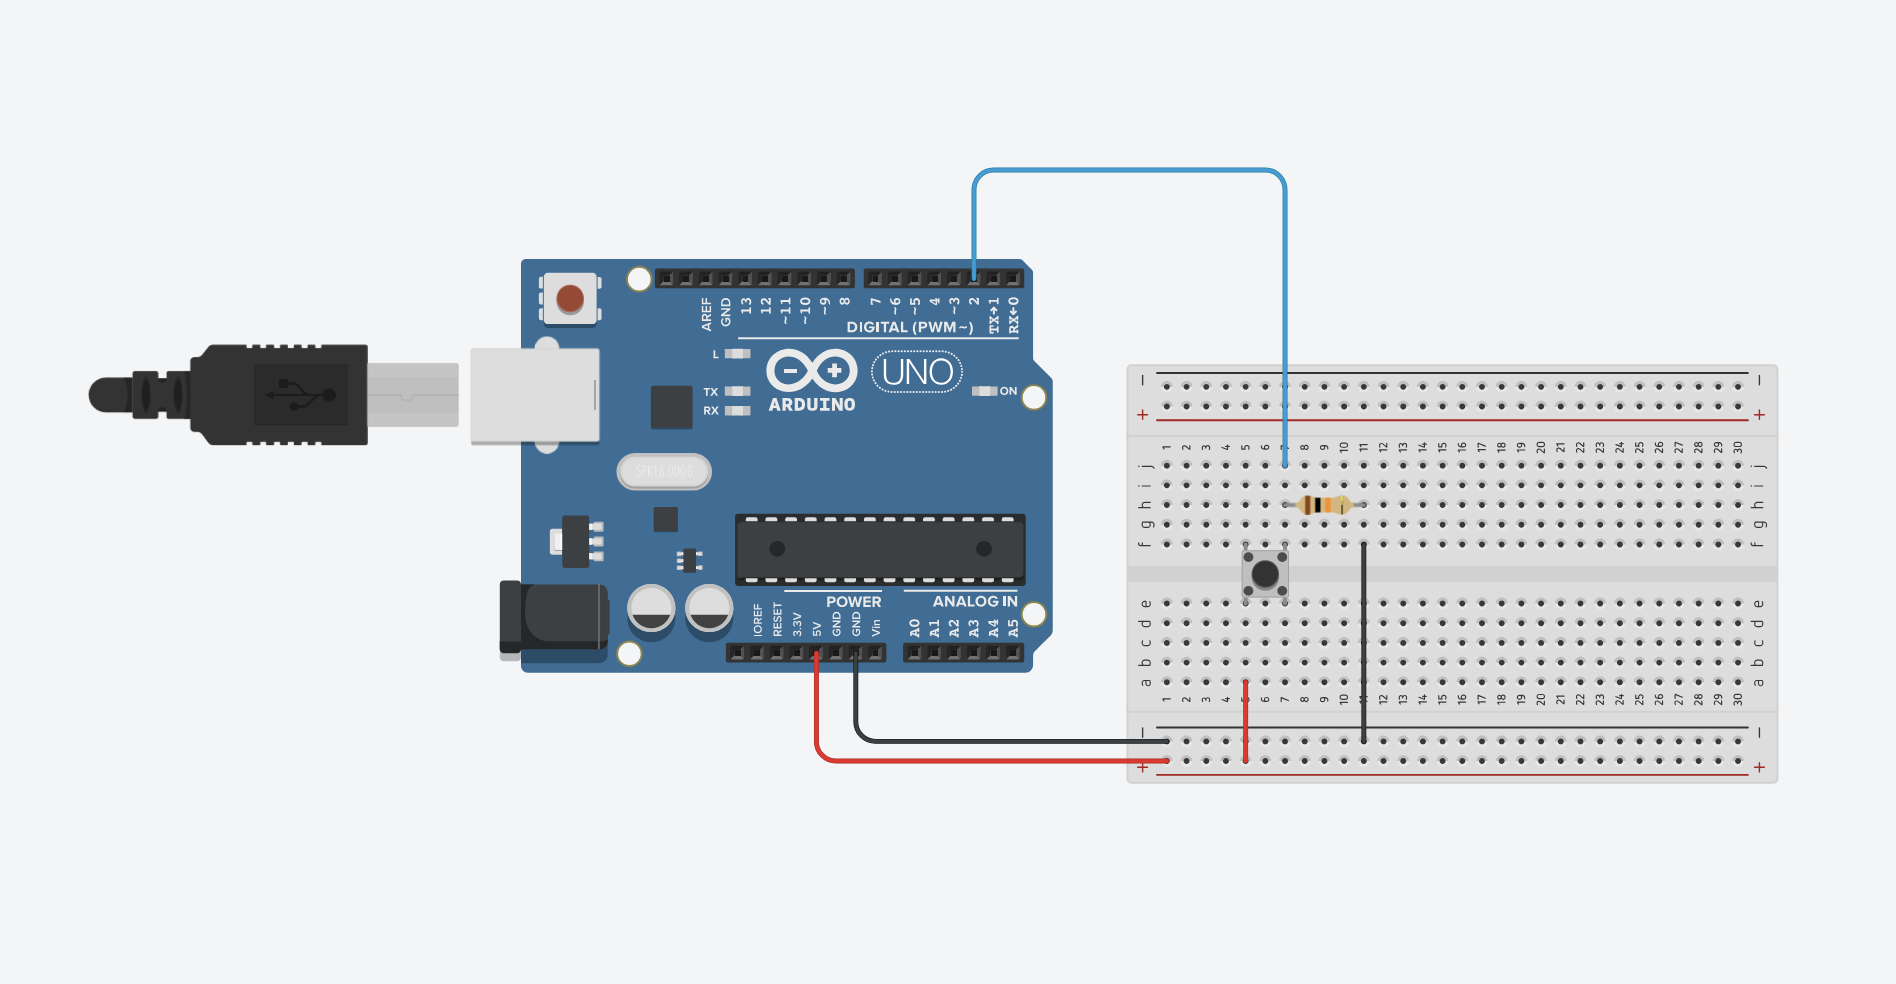 AREF
GND
13
12
~11
~10
~9
8
7
~6
~5
4
~3
2
TX→1
RX←0
DIGITAL (PWM~)
L
TX
RX
ARDUINO
UNO
ON
SPK16.000G
IOREF
RESET
3.3V
5V
GND
GND
Vin
POWER
ANALOG IN
A0
A1
A2
A3
A4
A5
− −
+ +
1 2 3 4 5 6 7 8 9 10 11 12 13 14 15 16 17 18 19 20 21 22 23 24 25 26 27 28 29 30
j j
i i
h h
g g
f f
e e
d d
c c
b b
a a
1 2 3 4 5 6 7 8 9 10 11 12 13 14 15 16 17 18 19 20 21 22 23 24 25 26 27 28 29 30
− −
+ +